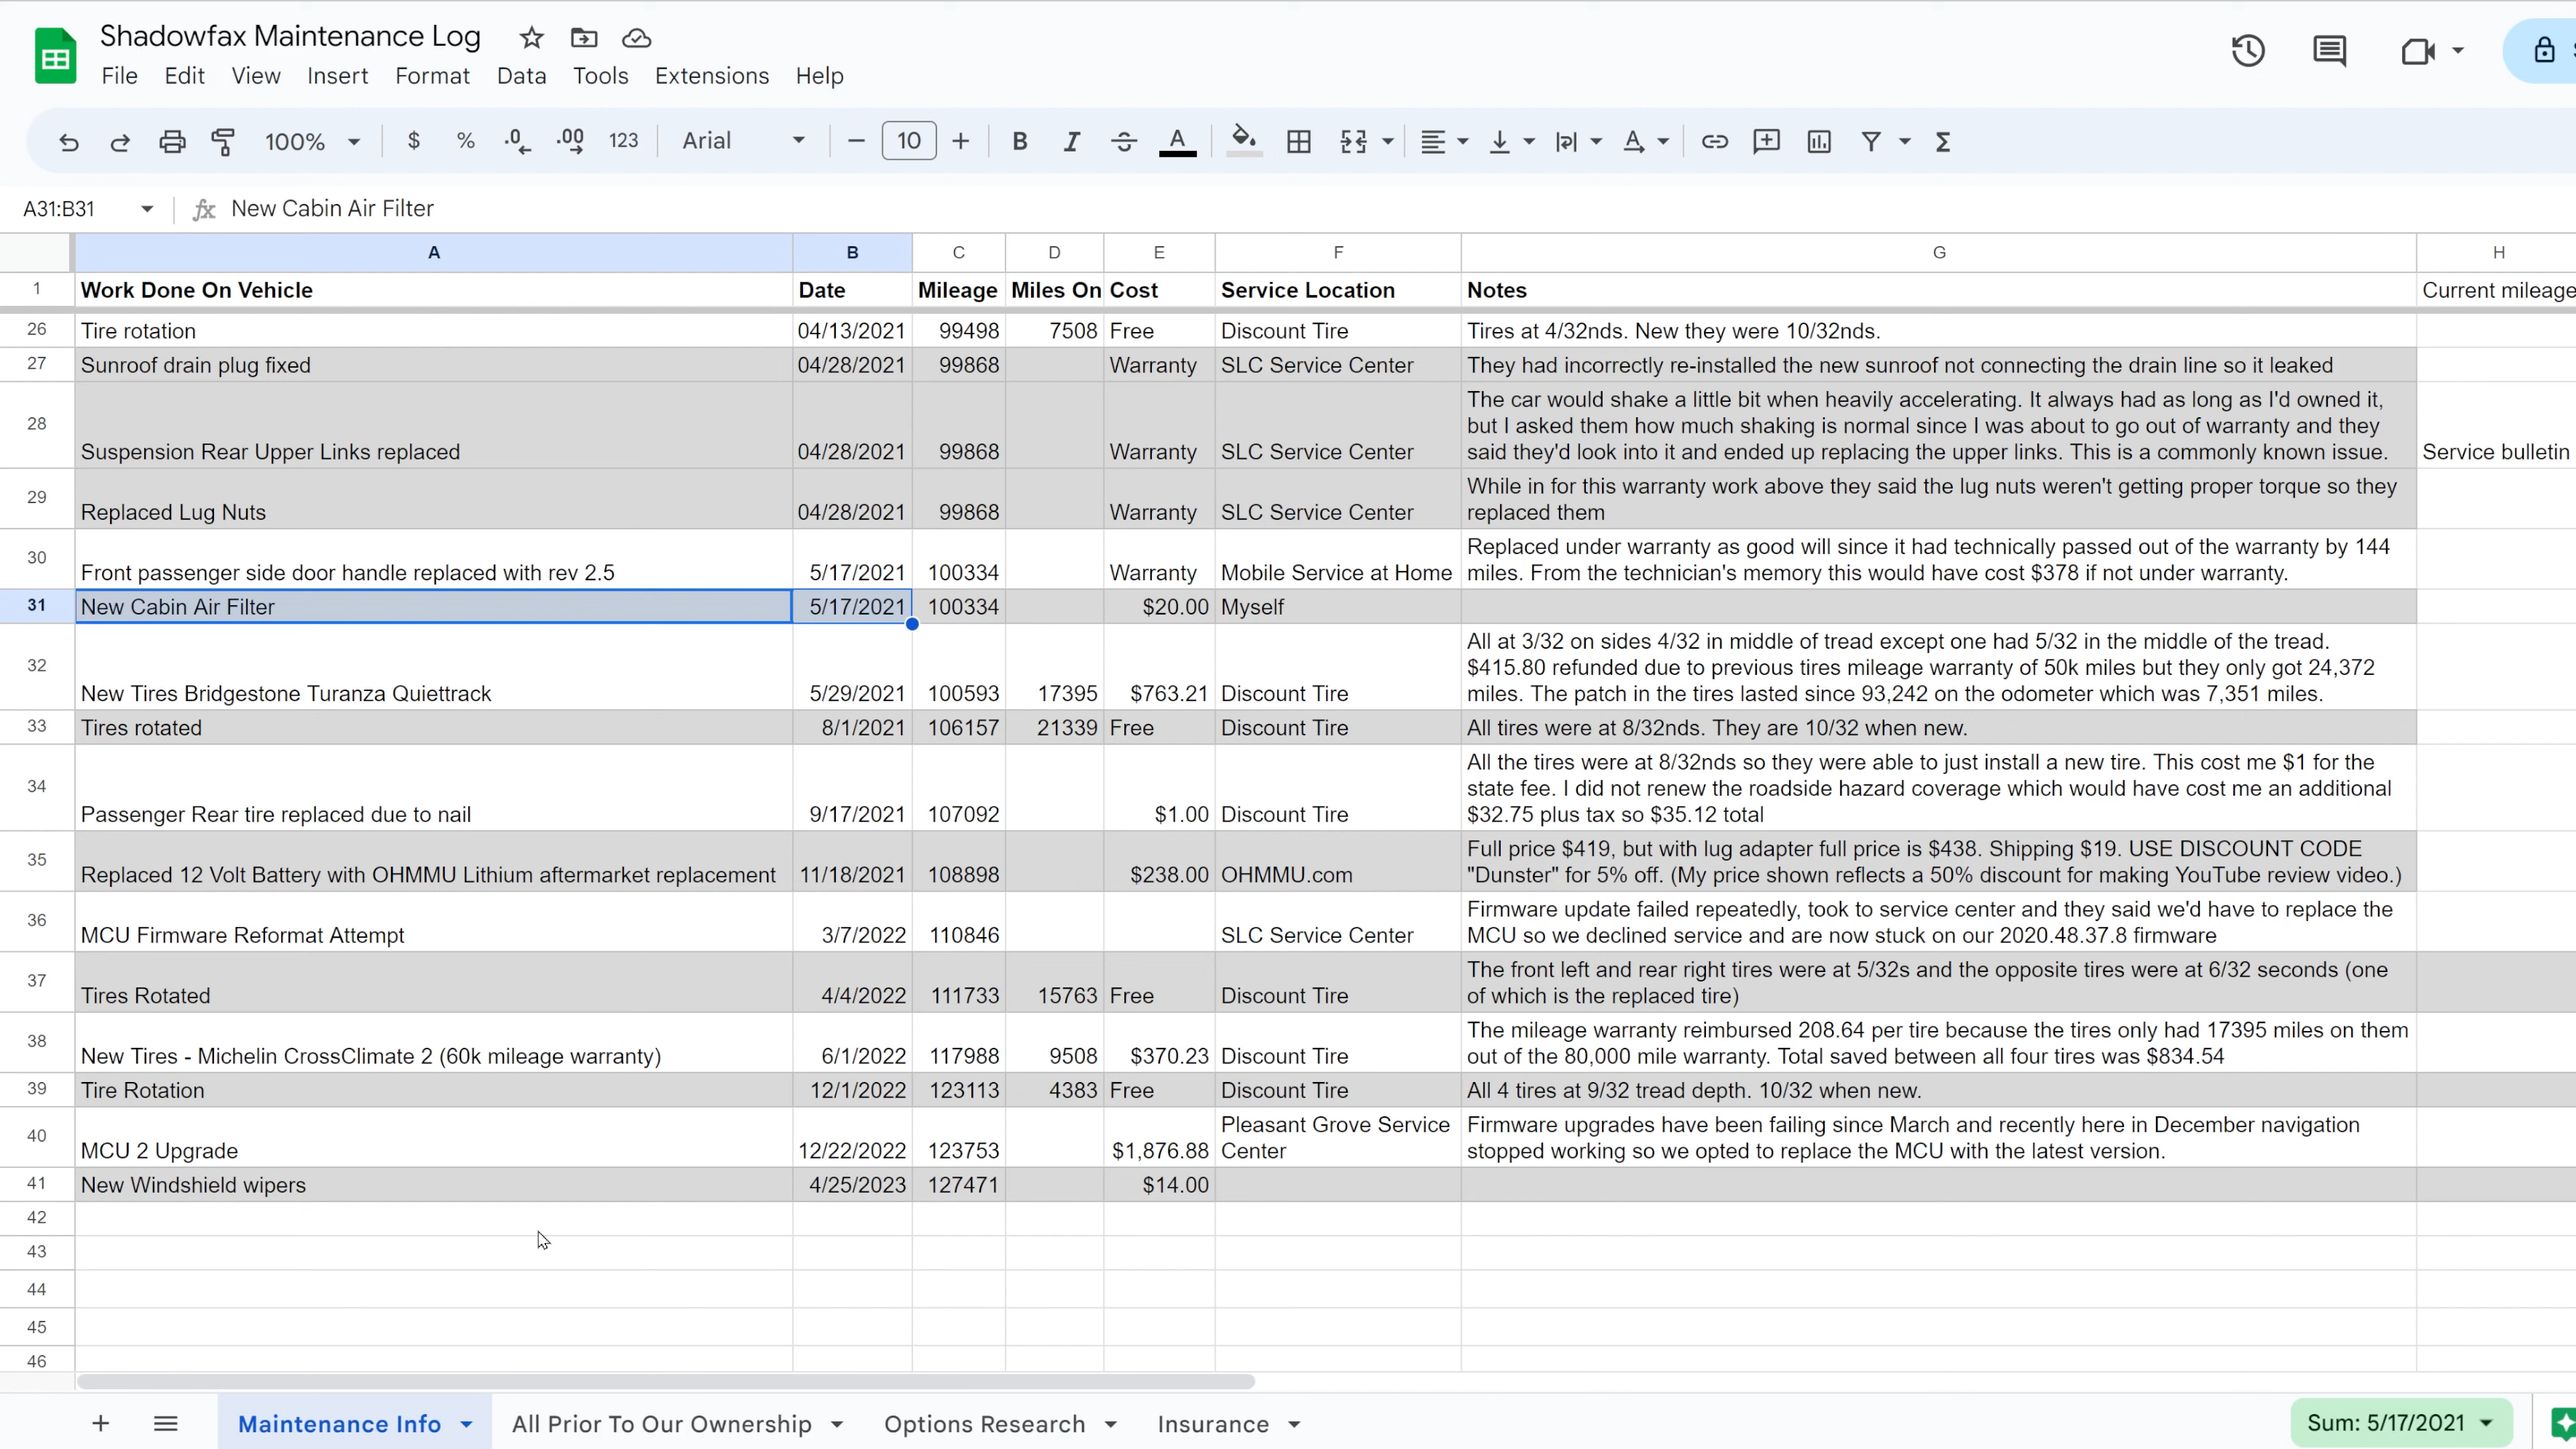 Shadowfax Maintenance Log
File Edit View Insert Format Data Tools Extensions Help
100% $ % .0 .00 123 Arial 10 B I A A
A31:B31 fx New Cabin Air Filter
A B C D E F G H
1 Work Done On Vehicle Date Mileage Miles On Cost Service Location Notes Current mileage
26 Tire rotation 04/13/2021 99498 7508 Free Discount Tire Tires at 4/32nds. New they were 10/32nds.
27 Sunroof drain plug fixed 04/28/2021 99868 Warranty SLC Service Center They had incorrectly re-installed the new sunroof not connecting the drain line so it leaked
The car would shake a little bit when heavily accelerating. It always had as long as I'd owned it,
28 but I asked them how much shaking is normal since I was about to go out of warranty and they
Suspension Rear Upper Links replaced 04/28/2021 99868 Warranty SLC Service Center said they'd look into it and ended up replacing the upper links. This is a commonly known issue. Service bulletin
29 While in for this warranty work above they said the lug nuts weren't getting proper torque so they
Replaced Lug Nuts 04/28/2021 99868 Warranty SLC Service Center replaced them
30 Replaced under warranty as good will since it had technically passed out of the warranty by 144
Front passenger side door handle replaced with rev 2.5 5/17/2021 100334 Warranty Mobile Service at Home miles. From the technician's memory this would have cost $378 if not under warranty.
31 New Cabin Air Filter 5/17/2021 100334 $20.00 Myself
All at 3/32 on sides 4/32 in middle of tread except one had 5/32 in the middle of the tread.
32 $415.80 refunded due to previous tires mileage warranty of 50k miles but they only got 24,372
New Tires Bridgestone Turanza Quiettrack 5/29/2021 100593 17395 $763.21 Discount Tire miles. The patch in the tires lasted since 93,242 on the odometer which was 7,351 miles.
33 Tires rotated 8/1/2021 106157 21339 Free Discount Tire All tires were at 8/32nds. They are 10/32 when new.
All the tires were at 8/32nds so they were able to just install a new tire. This cost me $1 for the
34 state fee. I did not renew the roadside hazard coverage which would have cost me an additional
Passenger Rear tire replaced due to nail 9/17/2021 107092 $1.00 Discount Tire $32.75 plus tax so $35.12 total
35 Full price $419, but with lug adapter full price is $438. Shipping $19. USE DISCOUNT CODE
Replaced 12 Volt Battery with OHMMU Lithium aftermarket replacement 11/18/2021 108898 $238.00 OHMMU.com "Dunster" for 5% off. (My price shown reflects a 50% discount for making YouTube review video.)
36 Firmware update failed repeatedly, took to service center and they said we'd have to replace the
MCU Firmware Reformat Attempt 3/7/2022 110846 SLC Service Center MCU so we declined service and are now stuck on our 2020.48.37.8 firmware
37 The front left and rear right tires were at 5/32s and the opposite tires were at 6/32 seconds (one
Tires Rotated 4/4/2022 111733 15763 Free Discount Tire of which is the replaced tire)
38 The mileage warranty reimbursed 208.64 per tire because the tires only had 17395 miles on them
New Tires - Michelin CrossClimate 2 (60k mileage warranty) 6/1/2022 117988 9508 $370.23 Discount Tire out of the 80,000 mile warranty. Total saved between all four tires was $834.54
39 Tire Rotation 12/1/2022 123113 4383 Free Discount Tire All 4 tires at 9/32 tread depth. 10/32 when new.
40 Pleasant Grove Service Firmware upgrades have been failing since March and recently here in December navigation
MCU 2 Upgrade 12/22/2022 123753 $1,876.88 Center stopped working so we opted to replace the MCU with the latest version.
41 New Windshield wipers 4/25/2023 127471 $14.00
42
43
44
45
46
Maintenance Info All Prior To Our Ownership Options Research Insurance Sum: 5/17/2021